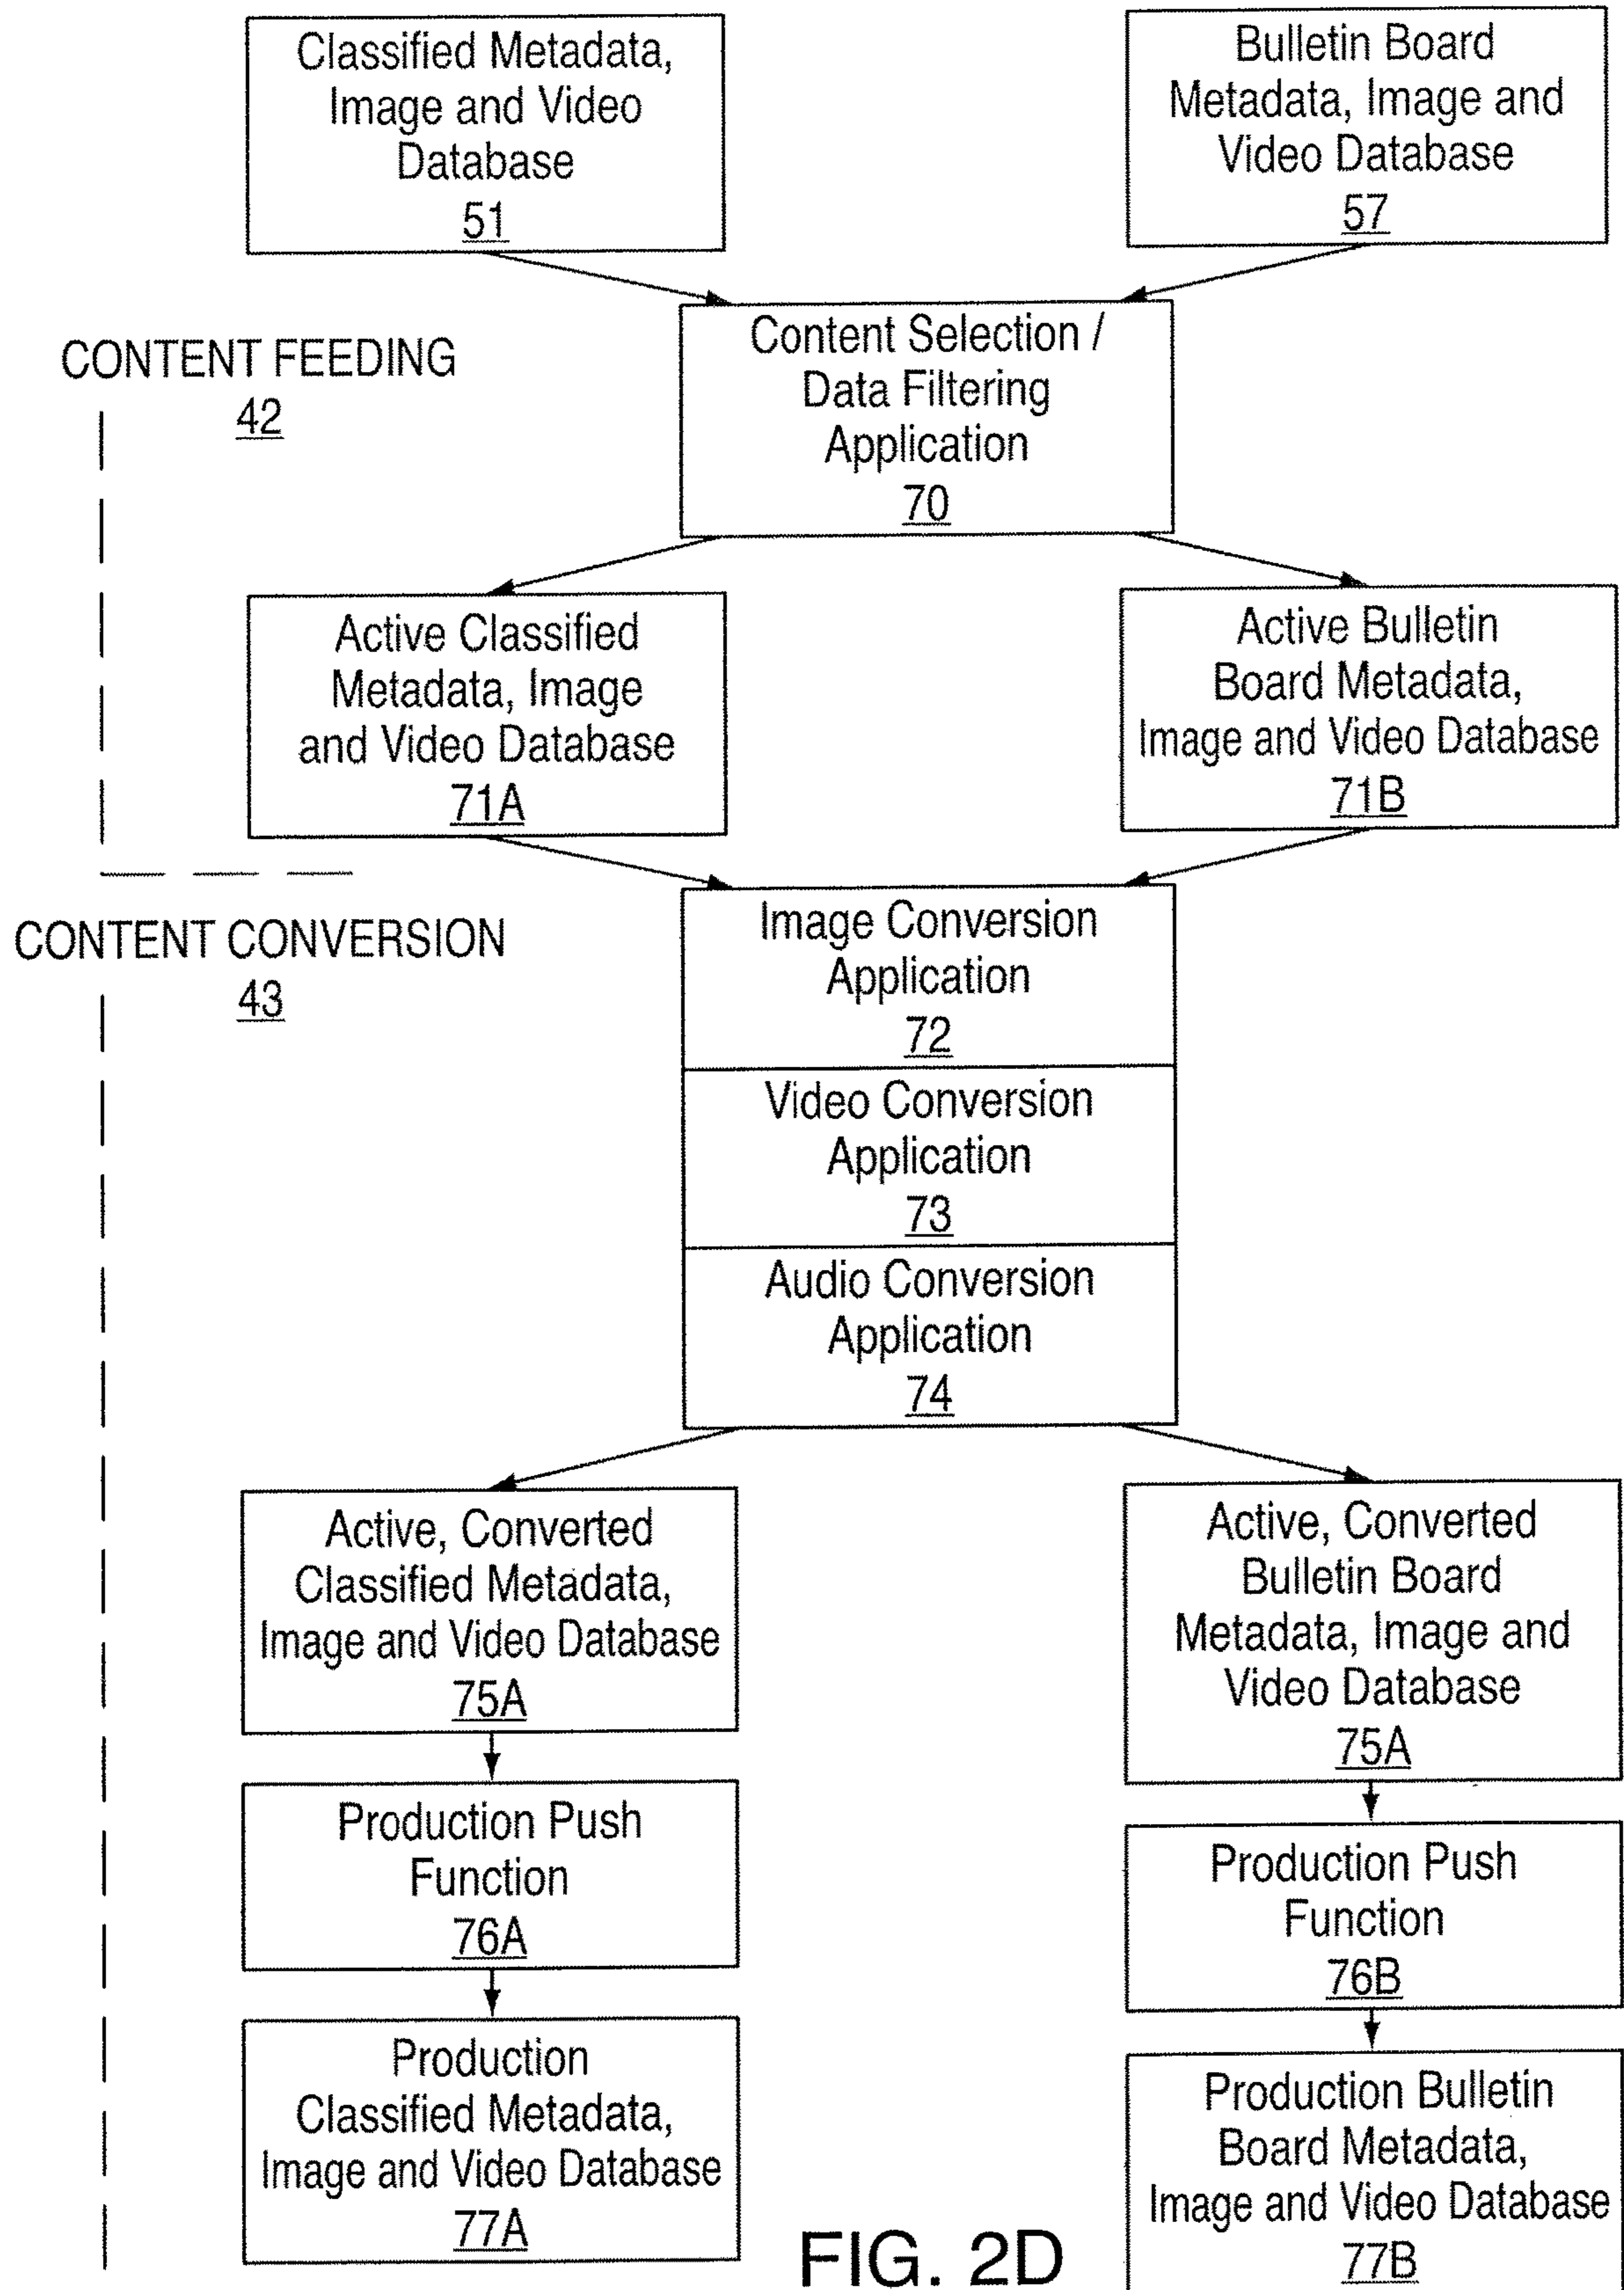 Classified Metadata,
Image and Video
Database
51
Bulletin Board
Metadata, Image and
Video Database
57
CONTENT FEEDING
42
Content Selection /
Data Filtering
Application
70
Active Classified
Metadata, Image
and Video Database
71A
Active Bulletin
Board Metadata,
Image and Video Database
71B
CONTENT CONVERSION
43
Image Conversion
Application
72
Video Conversion
Application
73
Audio Conversion
Application
74
Active, Converted
Classified Metadata,
Image and Video Database
75A
Active, Converted
Bulletin Board
Metadata, Image and
Video Database
75A
Production Push
Function
76A
Production Push
Function
76B
Production
Classified Metadata,
Image and Video Database
77A
Production Bulletin
Board Metadata,
Image and Video Database
77B
FIG. 2D